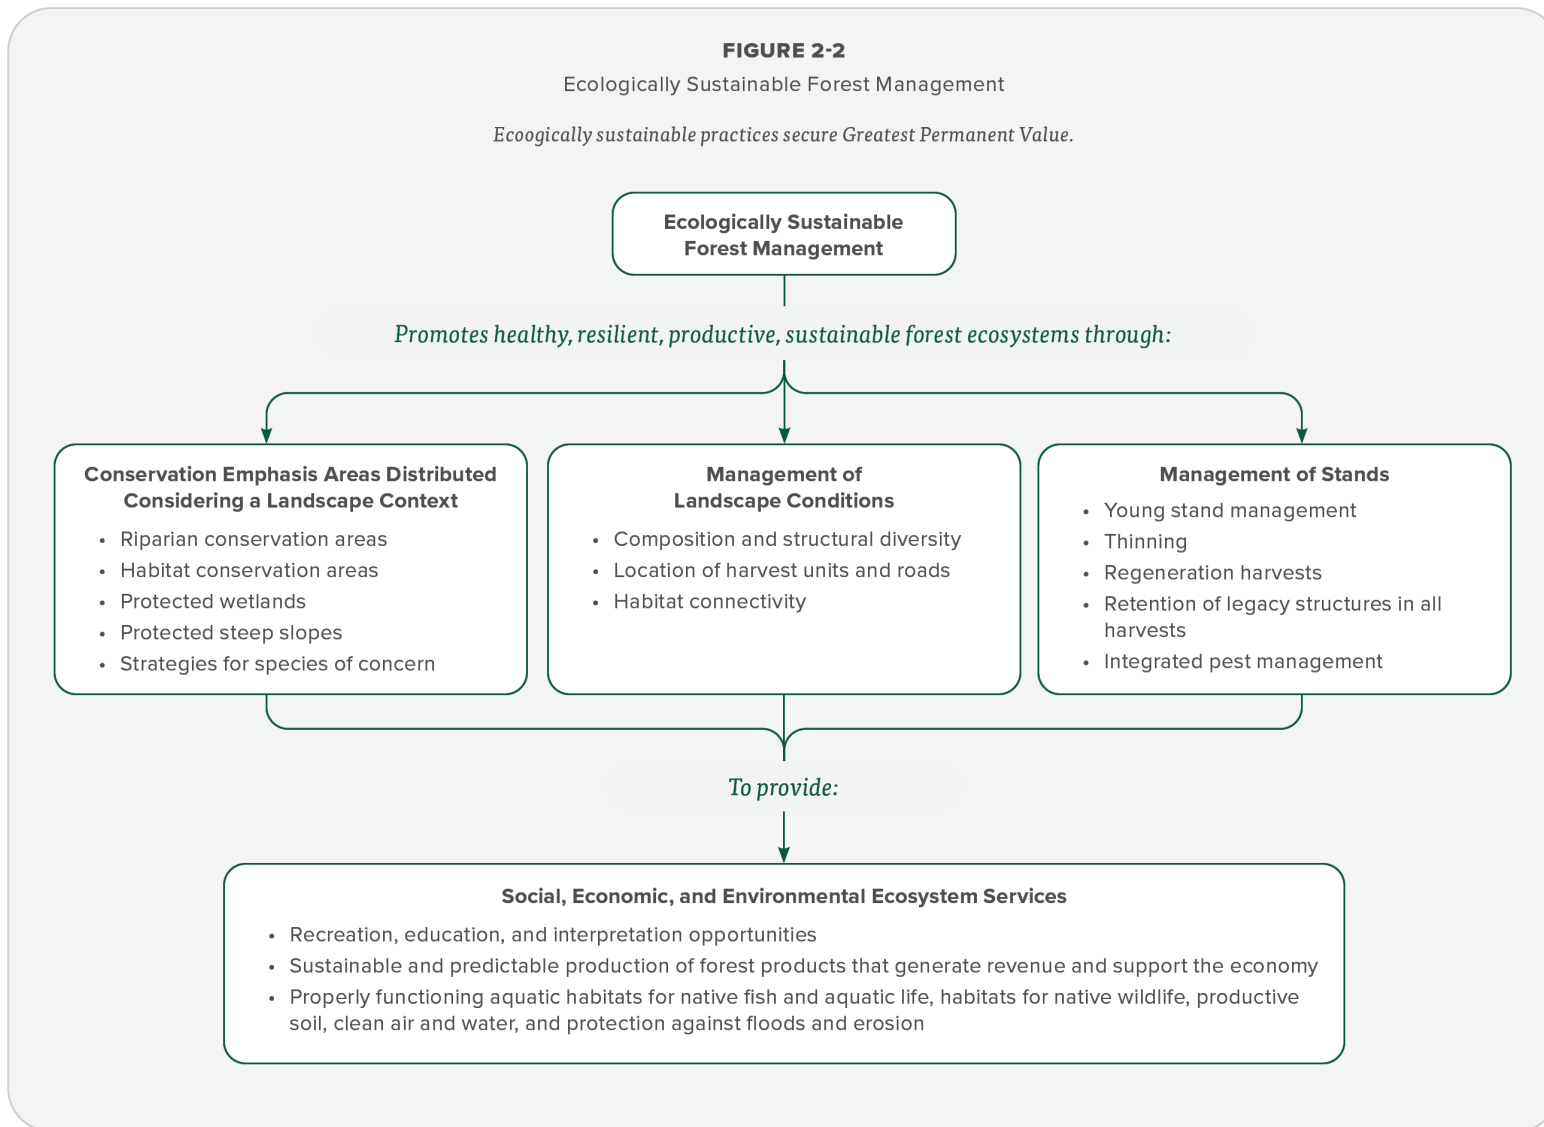 FIGURE 2-2
Ecologically Sustainable Forest Management
Ecoogically sustainable practices secure Greatest Permanent Value.
Ecologically Sustainable
Forest Management
Promotes healthy, resilient, productive, sustainable forest ecosystems through:
Conservation Emphasis Areas Distributed
Considering a Landscape Context
• Riparian conservation areas
• Habitat conservation areas
• Protected wetlands
• Protected steep slopes
• Strategies for species of concern
Management of
Landscape Conditions
• Composition and structural diversity
• Location of harvest units and roads
• Habitat connectivity
Management of Stands
• Young stand management
• Thinning
• Regeneration harvests
• Retention of legacy structures in all
harvests
• Integrated pest management
To provide:
Social, Economic, and Environmental Ecosystem Services
• Recreation, education, and interpretation opportunities
• Sustainable and predictable production of forest products that generate revenue and support the economy
• Properly functioning aquatic habitats for native fish and aquatic life, habitats for native wildlife, productive
soil, clean air and water, and protection against floods and erosion